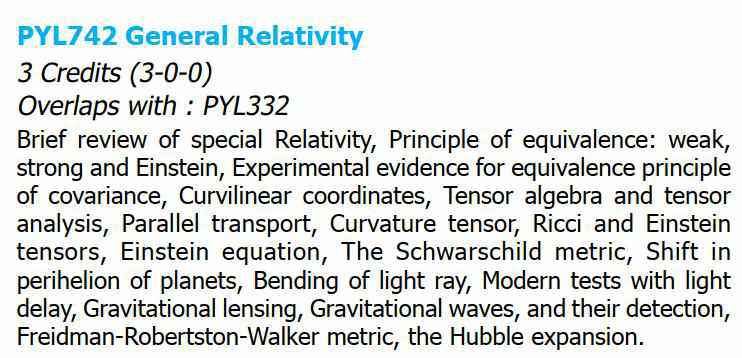 PYL742 General Relativity
3 Credits (3-0-0)
Overlaps with : PYL332
Brief review of special Relativity, Principle of equivalence: weak,
strong and Einstein, Experimental evidence for equivalence principle
of covariance, Curvilinear coordinates, Tensor algebra and tensor
analysis, Parallel transport, Curvature tensor, Ricci and Einstein
tensors, Einstein equation, The Schwarschild metric, Shift in
perihelion of planets, Bending of light ray, Modern tests with light
delay, Gravitational lensing, Gravitational waves, and their detection,
Freidman-Robertston-Walker metric, the Hubble expansion.